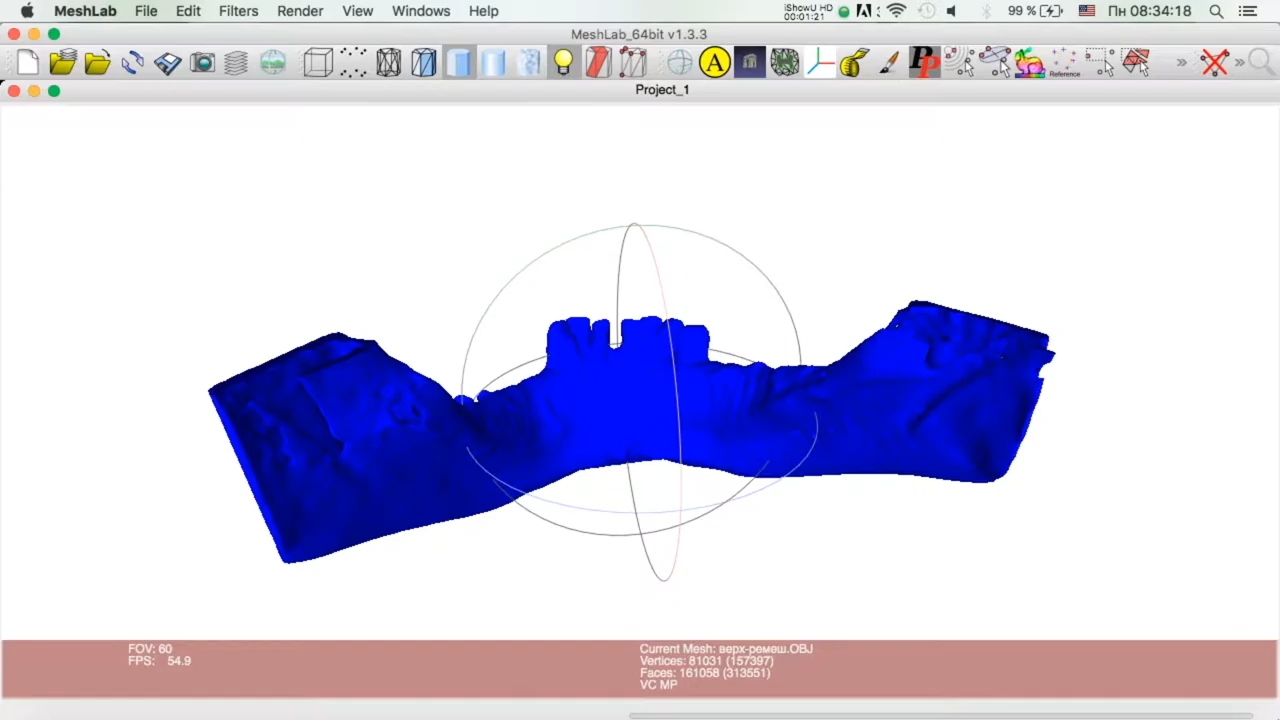 MeshLab File Edit Filters Render View Windows Help iShowU HD 00:01:21 99 % Пн 08:34:18
MeshLab_64bit v1.3.3
A PP Reference
Project_1
FOV: 60
FPS: 54.9
Current Mesh: верх-ремеш.OBJ
Vertices: 81031 (157397)
Faces: 161058 (313551)
VC MP